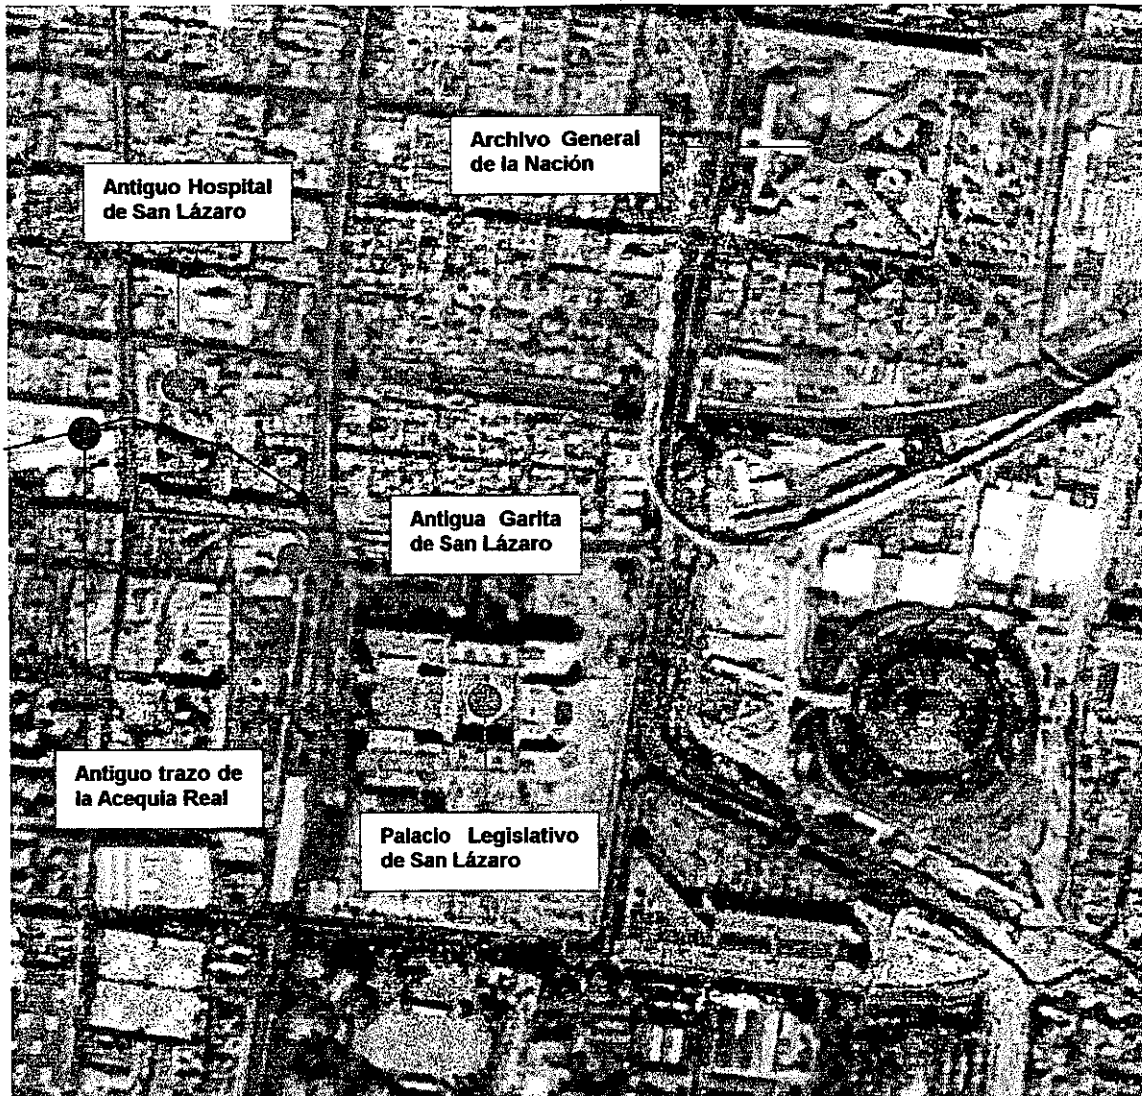 Archivo General
de la Nación
Antiguo Hospital
de San Lázaro
Antigua Garita
de San Lázaro
Antiguo trazo de
la Acequia Real
Palacio Legislativo
de San Lázaro